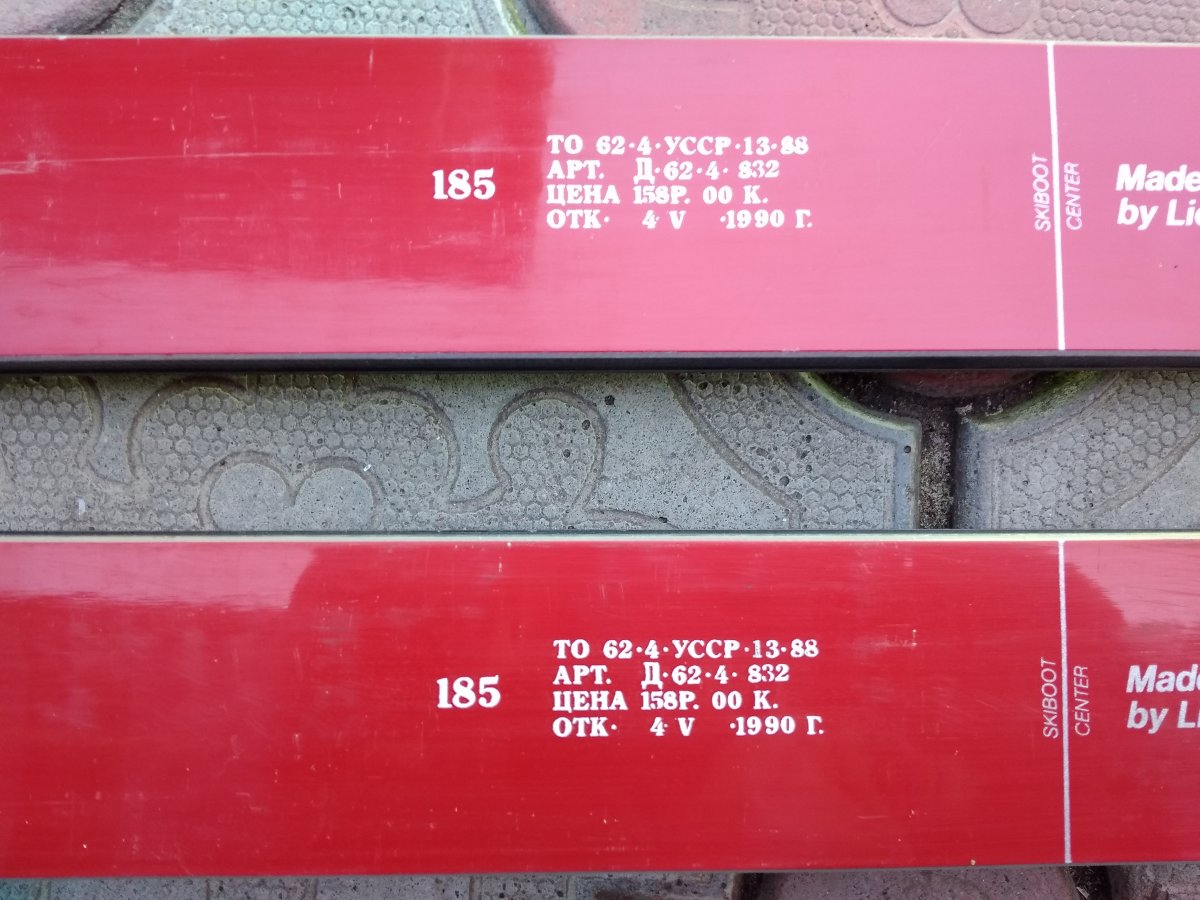 185
ТО 62·4·УССР·13·88
АРТ. Д·62·4· 832
ЦЕНА 158Р. 00 К.
ОТК· 4 V ·1990 Г.
SKIBOOT
CENTER
Made
by
185
ТО 62·4·УССР·13·88
АРТ. Д·62·4· 832
ЦЕНА 158Р. 00 К.
ОТК· 4 V ·1990 Г.
SKIBOOT
CENTER
by